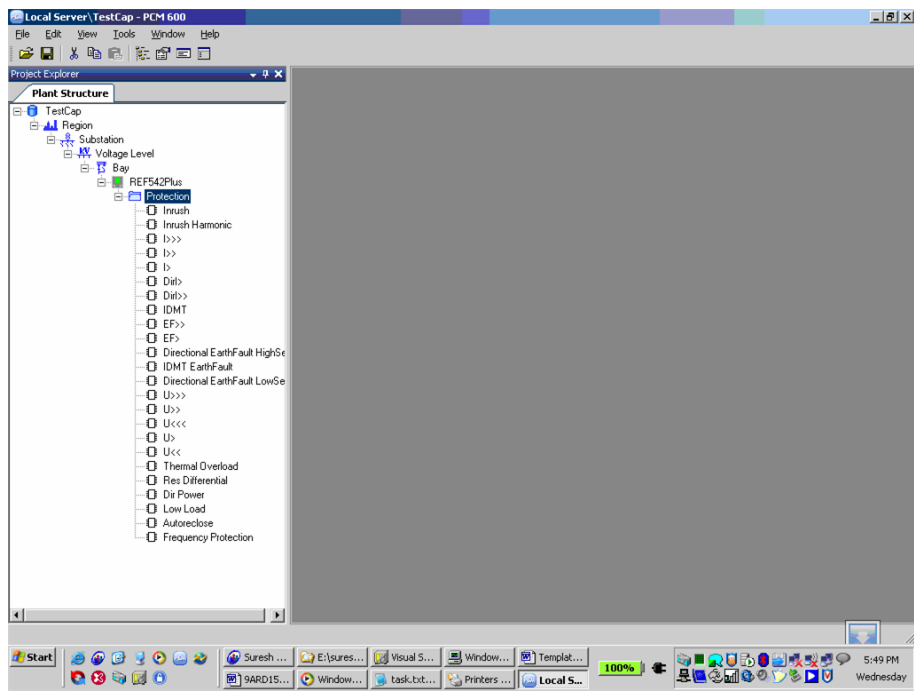 Local Server\TestCap - PCM 600
File Edit View Tools Window Help
Project Explorer
Plant Structure
TestCap
Region
Substation
Voltage Level
Bay
REF542Plus
Protection
Inrush
Inrush Harmonic
I>>>
I>>
I>
DirI>
DirI>>
IDMT
EF>>
EF>
Directional EarthFault HighSe
IDMT EarthFault
Directional EarthFault LowSe
U>>>
U>>
U<<<
U>
U<<
Thermal Overload
Res Differential
Dir Power
Low Load
Autoreclose
Frequency Protection
Start
Suresh ... E:\sures... Visual S... Window... Templat...
100%
5:49 PM
9ARD15... Window... task.txt... Printers ... Local S...
Wednesday